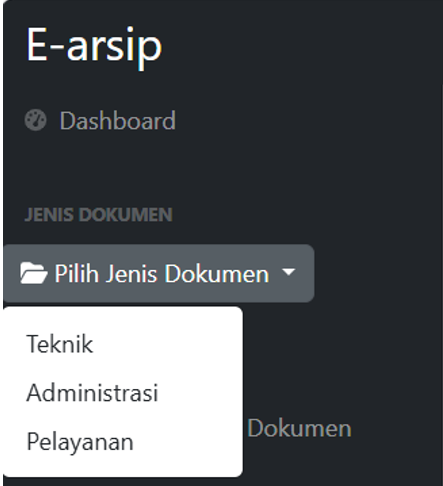 E-arsip
Dashboard
JENIS DOKUMEN
Pilih Jenis Dokumen
Teknik
Administrasi
Dokumen
Pelayanan